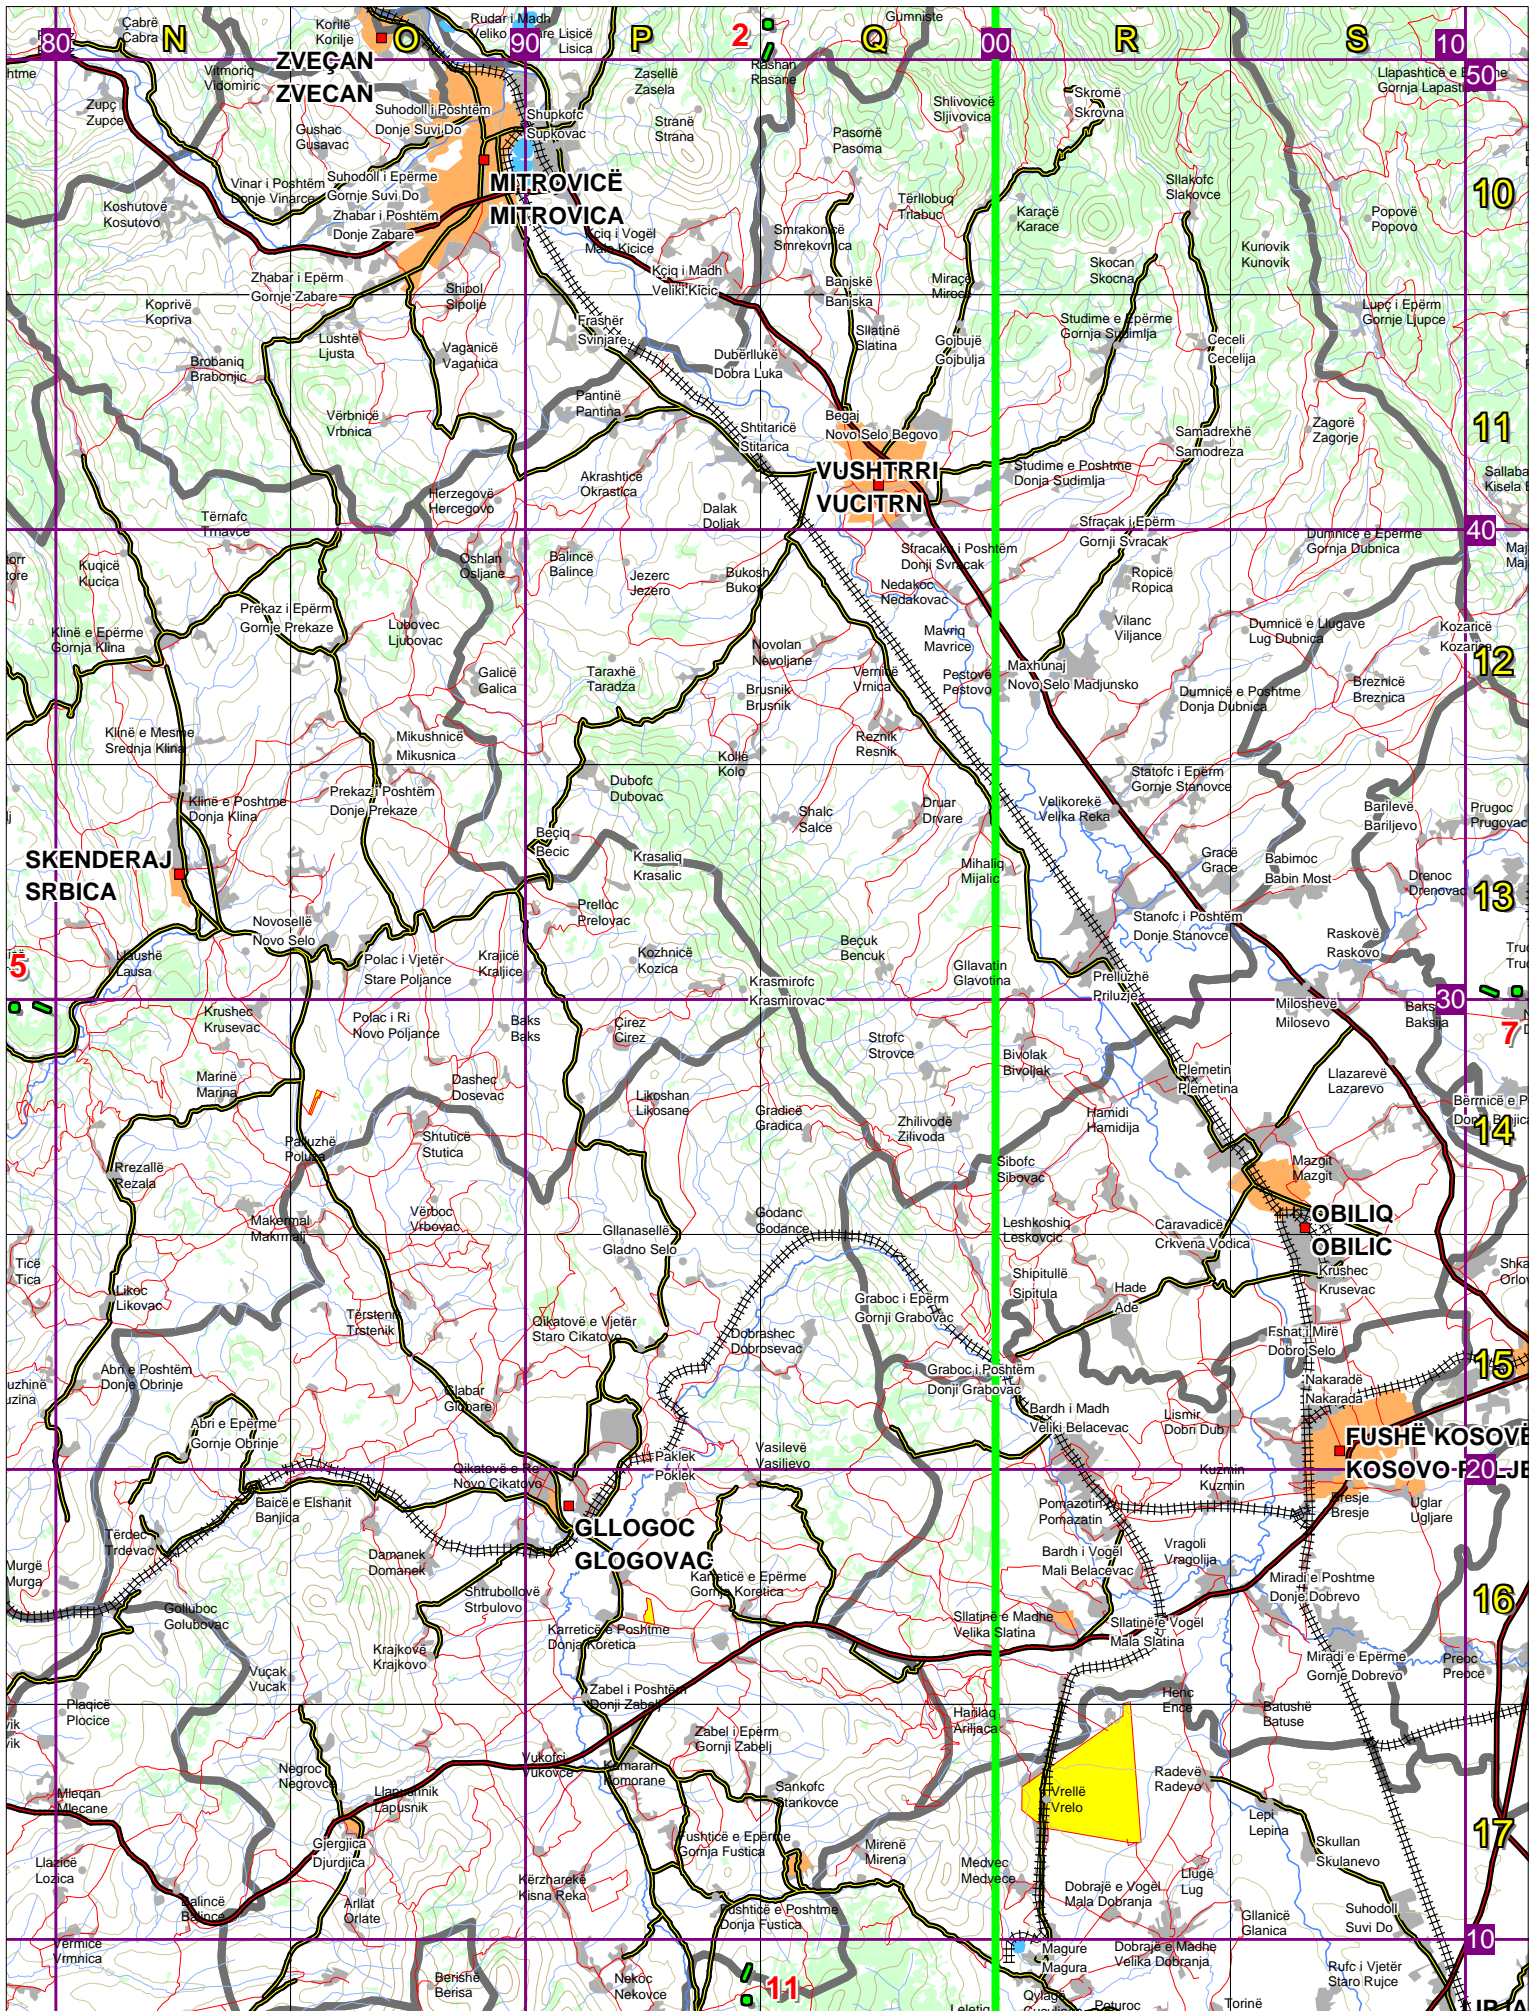 80
N
O
90
P
2
Q
00
R
S
10
Çabrë
Cabra
Korilë
Korilje
Rudar i Madh
Lisicë
Lisica
Gumniste
ZVEÇAN
ZVECAN
Vitmoriq
Vidomiric
Zupç
Zupce
Gushac
Gusavac
Suhodoll i Poshtëm
Donje Suvi Do
Shupkofc
Supkovac
Zasellë
Zasela
Stranë
Strana
Rashan
Rasane
Pasomë
Pasoma
Shlivovicë
Sljivovica
Skromë
Skrovna
50
Vinar i Poshtëm
Donje Vinarce
Suhodoll i Epërme
Gornje Suvi Do
Zhabar i Poshtëm
Donje Zabare
MITROVICË
MITROVICA
Koshutovë
Kosutovo
Kçiq i Vogël
Male Kicice
Kçiq i Madh
Veliki Kicic
Smrakonicë
Smrekovnica
Tërllobuq
Trlabuc
Karaçë
Karace
Sllakofc
Slakovce
Popovë
Popovo
10
Kunovik
Kunovik
Skocan
Skocna
Zhabar i Epërm
Gornje Zabare
Shipol
Sipolje
Banjskë
Banjska
Miraçë
Miroce
Koprivë
Kopriva
Lushtë
Ljusta
Vaganicë
Vaganica
Frashër
Svinjare
Sllatinë
Slatina
Gojbujë
Gojbulja
Studime e Epërme
Gornja Sudimlja
Lupç i Epërm
Gornje Ljupce
Ceceli
Cecelija
Brobaniq
Brabonjic
Dubërllukë
Dobra Luka
Vërbnicë
Vrbnica
Pantinë
Pantina
Shtitaricë
Stitarica
Begaj
Novo Selo Begovo
Samadrexhë
Samodreza
Zagorë
Zagorje
11
VUSHTRRI
VUCITRN
Studime e Poshtme
Donja Sudimlja
Akrashticë
Okrastica
Herzegovë
Hercegovo
Dalak
Doljak
Tërnafc
Trnavce
Sfraçak i Epërm
Gornji Svracak
Dumnicë e Epërme
Gornja Dubnica
40
Kuqicë
Kucica
Oshlan
Osljane
Balincë
Balince
Jezerc
Jezero
Bukosh
Bukos
Sfracaku i Poshtëm
Donji Svracak
Nedakoc
Nedakovac
Ropicë
Ropica
Prekaz i Epërm
Gornje Prekaze
Lubovec
Ljubovac
Klinë e Epërme
Gornja Klina
Novolan
Nevoljane
Mavriq
Mavrice
Vilanc
Viljance
Dumnicë e Llugave
Lug Dubnica
Kozaricë
Kozarica
12
Galicë
Galica
Taraxhë
Taradza
Brusnik
Brusnik
Vernicë
Vrnica
Pestovë
Pestovo
Maxhunaj
Novo Selo Madjunsko
Dumnicë e Poshtme
Donja Dubnica
Breznicë
Breznica
Klinë e Mesme
Srednja Klina
Mikushnicë
Mikusnica
Reznik
Resnik
Kollë
Kolo
Dubofc
Dubovac
Statofc i Epërm
Gornje Stanovce
Klinë e Poshtme
Donja Klina
Prekaz i Poshtëm
Donje Prekaze
Shalc
Salce
Druar
Drvare
Velikorekë
Velika Reka
Barilevë
Bariljevo
Prugoc
Prugovac
SKENDERAJ
SRBICA
Beçiq
Becic
Krasaliq
Krasalic
Mihaliq
Mijalic
Gracë
Grace
Babimoc
Babin Most
Drenoc
Drenovac
13
Novosellë
Novo Selo
Prelloc
Prelovac
Stanofc i Poshtëm
Donje Stanovce
Raskovë
Raskovo
5
Llaushë
Lausa
Polac i Vjetër
Stare Poljance
Krajicë
Kraljice
Kozhnicë
Kozica
Beçuk
Bencuk
Gllavatin
Glavotina
Krasmirofc
Krasmirovac
Prelluzhë
Priluzje
30
Krushec
Krusevac
Polac i Ri
Novo Poljance
Baks
Baks
Çirez
Cirez
Strofc
Strovce
Milosheve
Milosevo
Baks
Baksija
7
Bivolak
Bivoljak
Marinë
Marina
Dashec
Dosevac
Likoshan
Likosane
Gradicë
Gradica
Zhilivodë
Zilivoda
Plemetin
Plemetina
Llazarevë
Lazarevo
Hamidi
Hamidija
14
Palluzhë
Poluza
Shtuticë
Stutica
Rrezallë
Rezala
Sibofc
Sibovac
Mazgit
Mazgit
Makermal
Makrmalj
Vërboc
Vrbovac
Gllanasellë
Gladno Selo
Godanc
Godance
Leshkoshiq
Leskovcic
Caravadicë
Crkvena Vodica
OBILIQ
OBILIC
Ticë
Tica
Likoc
Likovac
Krushec
Krusevac
Shipitullë
Sipitula
Hade
Ade
Tërstenik
Trstenik
Qikatovë e Vjetër
Staro Cikatovo
Graboc i Epërm
Gornji Grabovac
Dobrashec
Dobrosevac
Fshat i Mirë
Dobro Selo
15
Abri e Poshtëm
Donje Obrinje
Graboc i Poshtëm
Donji Grabovac
Nakaradë
Nakarada
Glabar
Globare
Abri e Epërme
Gornje Obrinje
Bardh i Madh
Veliki Belacevac
Lismir
Dobri Dub
FUSHË KOSOVË
Vasilevë
Vasilievo
Paklek
Poklek
Novo Cikatovo
Kuzmin
Kuzmin
20
Baicë e Elshanit
Banjica
Pomazotin
Pomazatin
Bresje
Bresje
Uglar
Ugljare
GLLOGOC
GLOGOVAC
Tërdec
Trdevac
Damanek
Domanek
Bardh i Vogël
Mali Belacevac
Vragoli
Vragolija
Murgë
Murga
Shtrubollovë
Strbulovo
Karreticë e Epërme
Gornja Koretica
Miradi e Poshtme
Donje Dobrevo
16
Golluboc
Golubovac
Karreticë e Poshtme
Donja Koretica
Sllatinë e Madhe
Velika Slatina
Sllatinë e Vogël
Mala Slatina
Krajkovë
Krajkovo
Miradi e Epërme
Gornje Dobrevo
Preoc
Preoce
Vuçak
Vucak
Plaqicë
Plocice
Zabel i Poshtëm
Donji Zabelj
Henc
Ence
Batushë
Batuse
Harilaq
Ariljaca
Zabel i Epërm
Gornji Zabelj
Vukofci
Vukovce
Komaran
Komorane
Negroc
Negrovce
Llapushnik
Lapusnik
Sankofc
Stankovce
Vrellë
Vrelo
Radevë
Radevo
Mleqan
Mlecane
Lepi
Lepina
Gjergjica
Djurdjica
Fushticë e Epërme
Gornja Fustica
Mirenë
Mirena
Skullan
Skulanevo
17
Llazicë
Lozica
Kërzharekë
Kisna Reka
Medvec
Medvece
Dobrajë e Vogël
Mala Dobranja
Llugë
Lug
Balincë
Balince
Arllat
Orlate
Fushticë e Poshtme
Donja Fustica
Gllanicë
Glanica
Suhodoll
Suvi Do
10
Vermicë
Vrmnica
Magure
Magura
Dobrajë e Madhe
Velika Dobranja
Berishë
Berisa
Nekoc
Nekovce
11
Rufc i Vjetër
Staro Rujce
Torinë